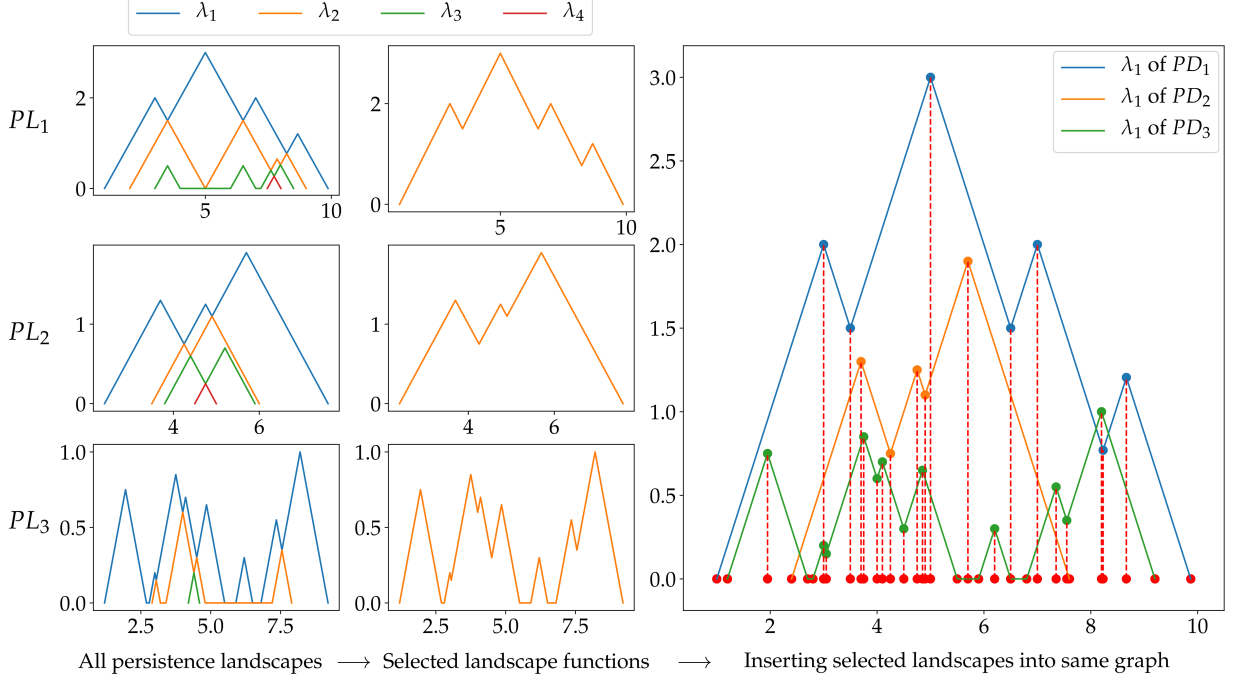 λ1 λ2 λ3 λ4
PL1
2
0
5 10
2
0
5 10
PL2
1
0
4 6
1
0
4 6
PL3
1.0
0.5
0.0
2.5 5.0 7.5
1.0
0.5
0.0
2.5 5.0 7.5
λ1 of PD1
λ1 of PD2
λ1 of PD3
3.0
2.5
2.0
1.5
1.0
0.5
0.0
2 4 6 8 10
All persistence landscapes → Selected landscape functions → Inserting selected landscapes into same graph